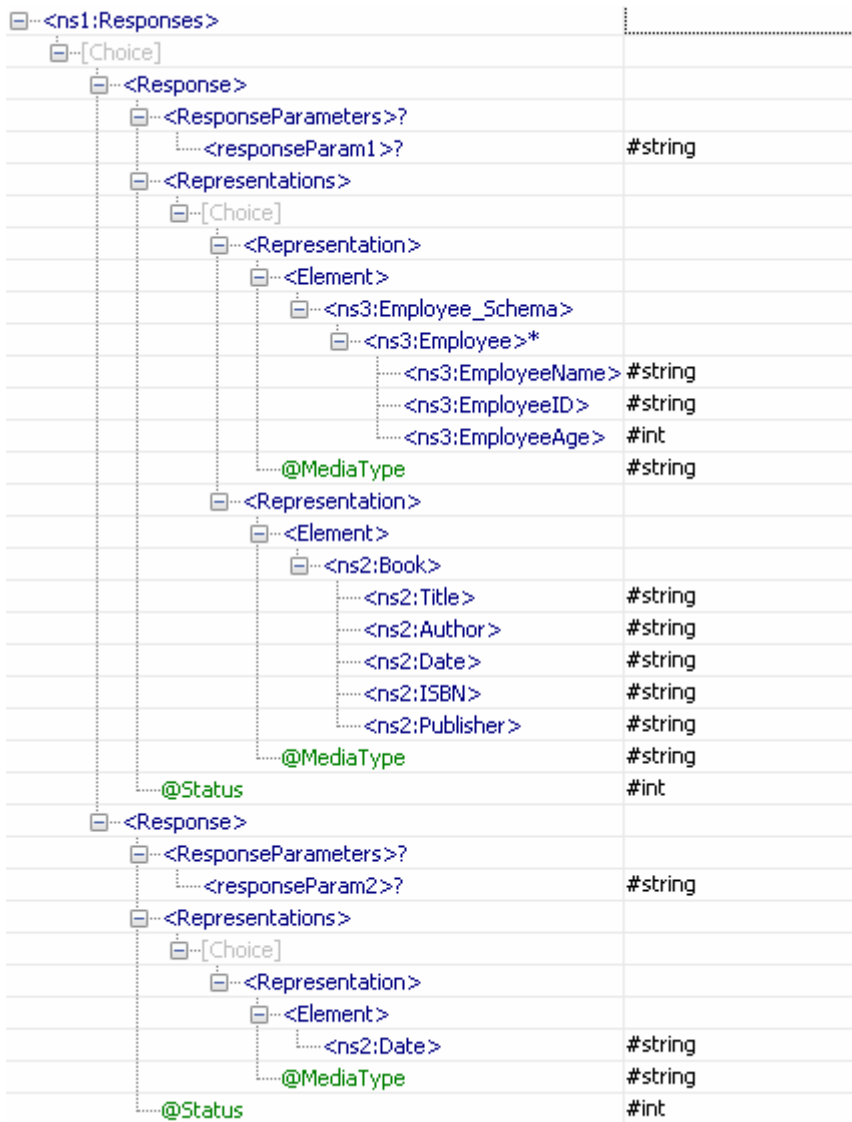 <ns1:Responses>
[Choice]
<Response>
<ResponseParameters>?
<responseParam1>? #string
<Representations>
[Choice]
<Representation>
<Element>
<ns3:Employee_Schema>
<ns3:Employee>*
<ns3:EmployeeName> #string
<ns3:EmployeeID> #string
<ns3:EmployeeAge> #int
@MediaType #string
<Representation>
<Element>
<ns2:Book>
<ns2:Title> #string
<ns2:Author> #string
<ns2:Date> #string
<ns2:ISBN> #string
<ns2:Publisher> #string
@MediaType #string
@Status #int
<Response>
<ResponseParameters>?
<responseParam2>? #string
<Representations>
[Choice]
<Representation>
<Element>
<ns2:Date> #string
@MediaType #string
@Status #int